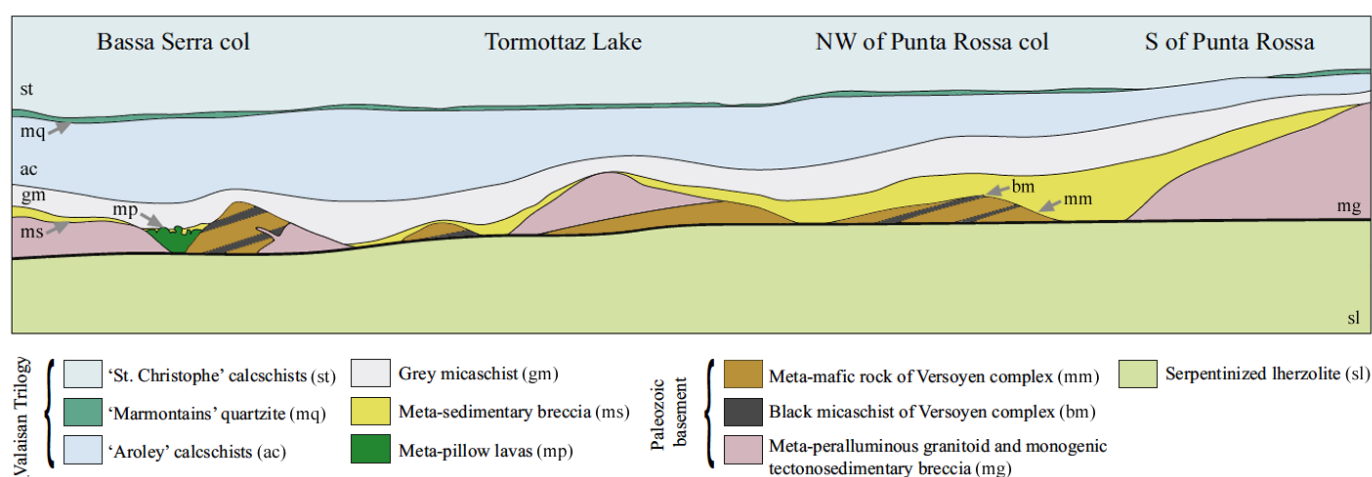 Bassa Serra col
Tormottaz Lake
NW of Punta Rossa col
S of Punta Rossa
st
mq
ac
gm
mp
ms
bm
mm
mg
sl
Valaisan Trilogy
'St. Christophe' calcschists (st)
'Marmontains' quartzite (mq)
'Aroley' calcschists (ac)
Grey micaschist (gm)
Meta-sedimentary breccia (ms)
Meta-pillow lavas (mp)
Paleozoic
basement
Meta-mafic rock of Versoyen complex (mm)
Black micaschist of Versoyen complex (bm)
Meta-peralluminous granitoid and monogenic
tectonosedimentary breccia (mg)
Serpentinized lherzolite (sl)